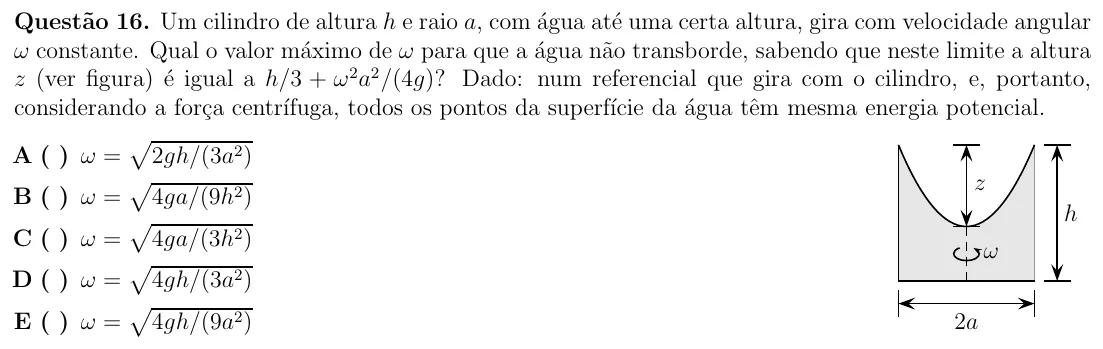 Questão 16. Um cilindro de altura h e raio a, com água até uma certa altura, gira com velocidade angular
ω constante. Qual o valor máximo de ω para que a água não transborde, sabendo que neste limite a altura
z (ver figura) é igual a h/3 + ω²a²/(4g)? Dado: num referencial que gira com o cilindro, e, portanto,
considerando a força centrífuga, todos os pontos da superfície da água têm mesma energia potencial.
A ( ) ω = √2gh/(3a²)
B ( ) ω = √4ga/(9h²)
C ( ) ω = √4ga/(3h²)
D ( ) ω = √4gh/(3a²)
E ( ) ω = √4gh/(9a²)
z
h
ω
2a